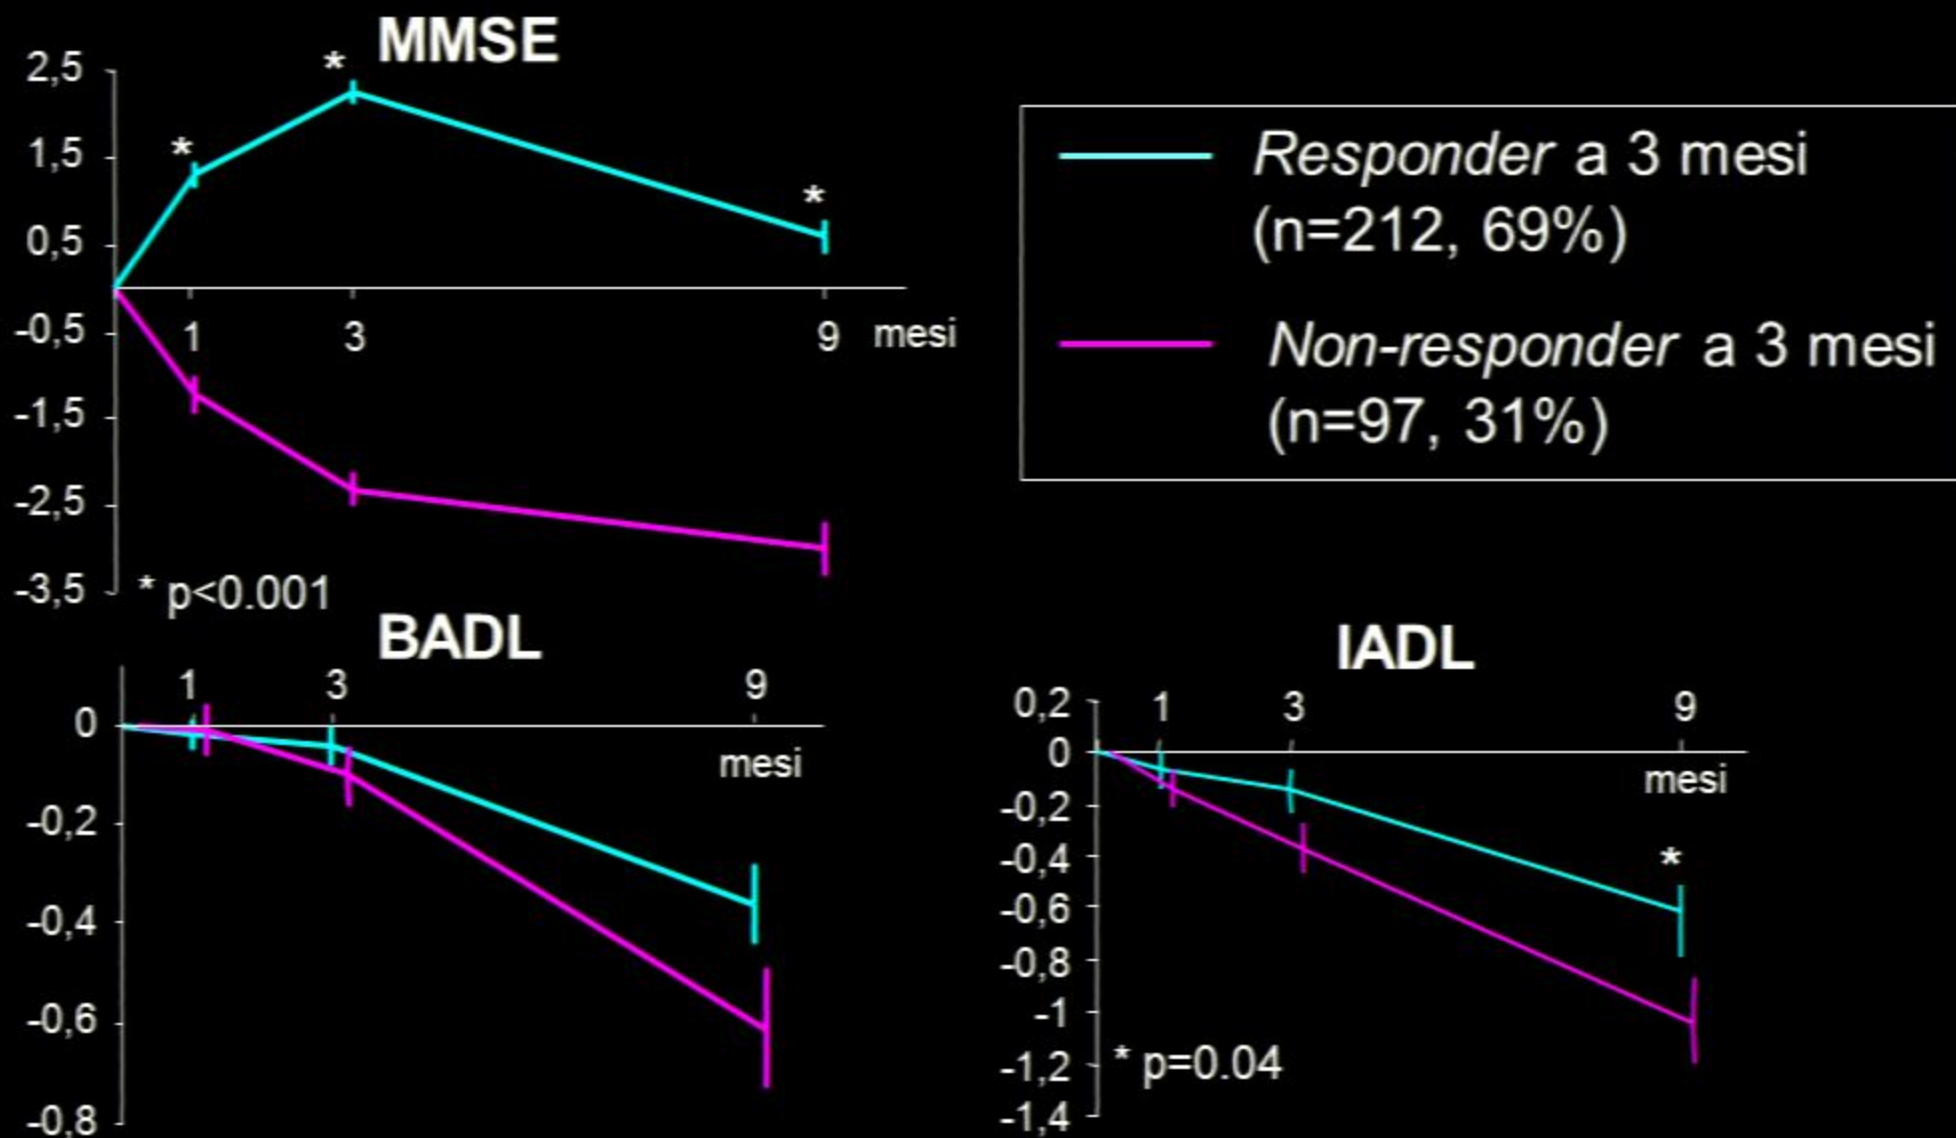 MMSE
2,5
1,5
0,5
-0,5
-1,5
-2,5
-3,5
*
*
*
1 3 9 mesi
* p<0.001
Responder a 3 mesi
(n=212, 69%)
Non-responder a 3 mesi
(n=97, 31%)
BADL
1 3 9
0
mesi
-0,2
-0,4
-0,6
-0,8
IADL
0,2
1 3 9
0
mesi
-0,2
-0,4
*
-0,6
-0,8
-1
-1,2
* p=0.04
-1,4